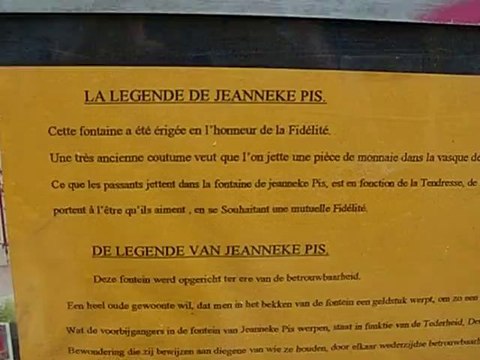 LA LEGENDE DE JEANNEKE PIS.
Cette fontaine a été érigée en l'honneur de la Fidélité.
Une très ancienne coutume veut que l'on jette une pièce de monnaie dans la vasque de
Ce que les passants jettent dans la fontaine de jeanneke Pis, est en fonction de la Tendresse, de
portent à l'être qu'ils aiment , en se Souhaitant une mutuelle Fidélité.
DE LEGENDE VAN JEANNEKE PIS.
Deze fontein werd opgericht ter ere van de betrouwbaarheid.
Een heel oude gewoonte wil, dat men in het bekken van de fontein een geldstuk werpt, om zo een
Wat de voorbijgangers in de fontein van Jeanneke Pis werpen, staat in funktie van de Tederheid, De
Bewondering die zij bewijzen aan diegene van wie ze houden, door elkaar wederzijdse